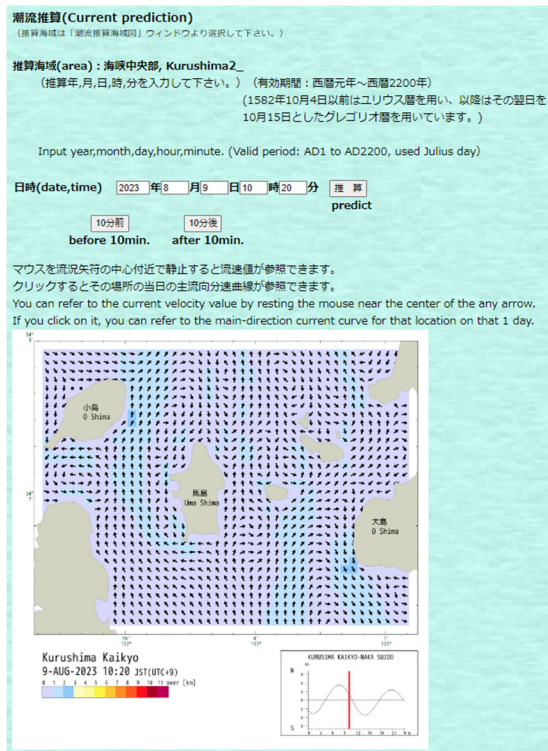 潮流推算(Current prediction)
（推算海域は「潮流推算海域図」ウィンドウより選択して下さい。）
推算海域(area)：海峡中央部, Kurushima2_
（推算年,月,日,時,分を入力して下さい。）（有効期間：西暦元年～西暦2200年）
(1582年10月4日以前はユリウス暦を用い、以降はその翌日を
10月15日としたグレゴリオ暦を用いています。)
Input year,month,day,hour,minute. (Valid period: AD1 to AD2200, used Julius day）
日時(date,time) 2023 年 8 月 9 日 10 時 20 分 推 算
predict
10分前 10分後
before 10min. after 10min.
マウスを流況矢符の中心付近で静止すると流速値が参照できます。
クリックするとその場所の当日の主流向分速曲線が参照できます。
You can refer to the current velocity value by resting the mouse near the center of the any arrow.
If you click on it, you can refer to the main-direction current curve for that location on that 1 day.
小島
O Shima
馬島
Uma Shima
大島
O Shima
Kurushima Kaikyo
9-AUG-2023 10:20 JST(UTC+9)
0 1 2 3 4 5 6 7 8 9 10 11 over [kn]
KURUSIMA KAIKYO-NAKA SUIDO
N
S
0 3 6 9 12 15 18 21 h